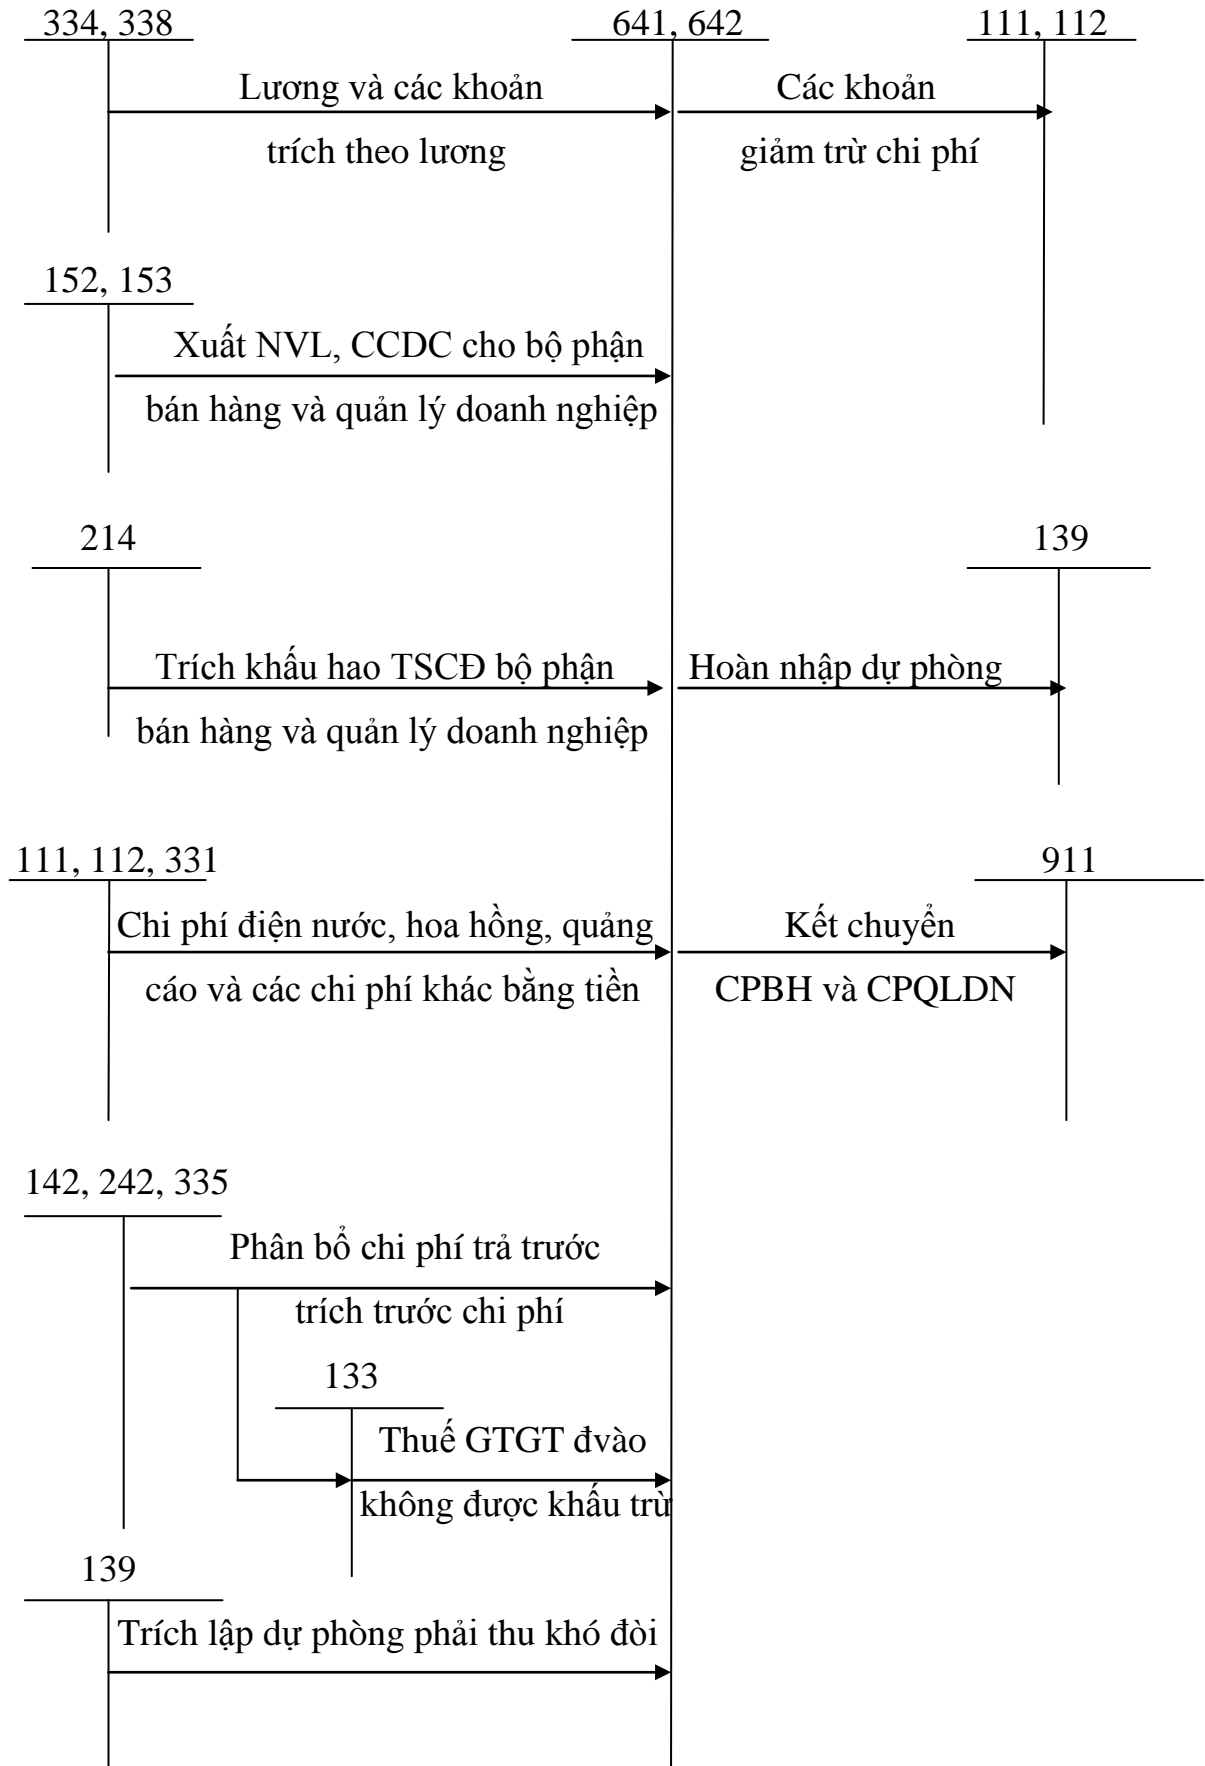 334, 338
641, 642
111, 112
Lương và các khoản
trích theo lương
Các khoản
giảm trừ chi phí
152, 153
Xuất NVL, CCDC cho bộ phận
bán hàng và quản lý doanh nghiệp
214
139
Trích khấu hao TSCĐ bộ phận
bán hàng và quản lý doanh nghiệp
Hoàn nhập dự phòng
111, 112, 331
911
Chi phí điện nước, hoa hồng, quảng
cáo và các chi phí khác bằng tiền
Kết chuyển
CPBH và CPQLDN
142, 242, 335
Phân bổ chi phí trả trước
trích trước chi phí
133
Thuế GTGT đvào
không được khấu trừ
139
Trích lập dự phòng phải thu khó đòi